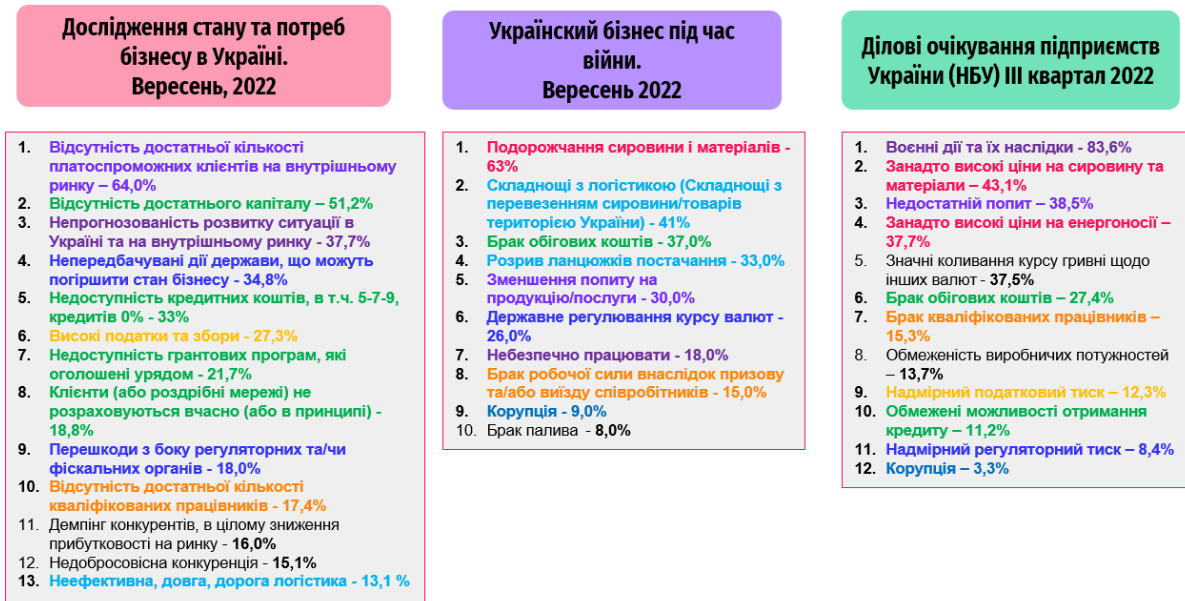 Дослідження стану та потреб
бізнесу в Україні.
Вересень, 2022
1. Відсутність достатньої кількості
платоспроможних клієнтів на внутрішньому
ринку – 64,0%
2. Відсутність достатнього капіталу – 51,2%
3. Непрогнозованість розвитку ситуації в
Україні та на внутрішньому ринку - 37,7%
4. Непередбачувані дії держави, що можуть
погіршити стан бізнесу - 34,8%
5. Недоступність кредитних коштів, в т.ч. 5-7-9,
кредитів 0% - 33%
6. Високі податки та збори - 27,3%
7. Недоступність грантових програм, які
оголошені урядом - 21,7%
8. Клієнти (або роздрібні мережі) не
розраховуються вчасно (або в принципі) -
18,8%
9. Перешкоди з боку регуляторних та/чи
фіскальних органів - 18,0%
10. Відсутність достатньої кількості
кваліфікованих працівників - 17,4%
11. Демпінг конкурентів, в цілому зниження
прибутковості на ринку - 16,0%
12. Недобросовісна конкуренція - 15,1%
13. Неефективна, довга, дорога логістика - 13,1 %
Українский бізнес під час
війни.
Вересень 2022
1. Подорожчання сировини і матеріалів -
63%
2. Складнощі з логістикою (Складнощі з
перевезенням сировини/товарів
територією України) - 41%
3. Брак обігових коштів - 37,0%
4. Розрив ланцюжків постачання - 33,0%
5. Зменшення попиту на
продукцію/послуги - 30,0%
6. Державне регулювання курсу валют -
26,0%
7. Небезпечно працювати - 18,0%
8. Брак робочої сили внаслідок призову
та/або виїзду співробітників - 15,0%
9. Корупція - 9,0%
10. Брак палива - 8,0%
Ділові очікування підприємств
України (НБУ) ІІІ квартал 2022
1. Воєнні дії та їх наслідки - 83,6%
2. Занадто високі ціни на сировину та
матеріали – 43,1%
3. Недостатній попит - 38,5%
4. Занадто високі ціни на енергоносії –
37,7%
5. Значні коливання курсу гривні щодо
інших валют - 37,5%
6. Брак обігових коштів – 27,4%
7. Брак кваліфікованих працівників –
15,3%
8. Обмеженість виробничих потужностей
– 13,7%
9. Надмірний податковий тиск – 12,3%
10. Обмежені можливості отримання
кредиту – 11,2%
11. Надмірний регуляторний тиск – 8,4%
12. Корупція – 3,3%